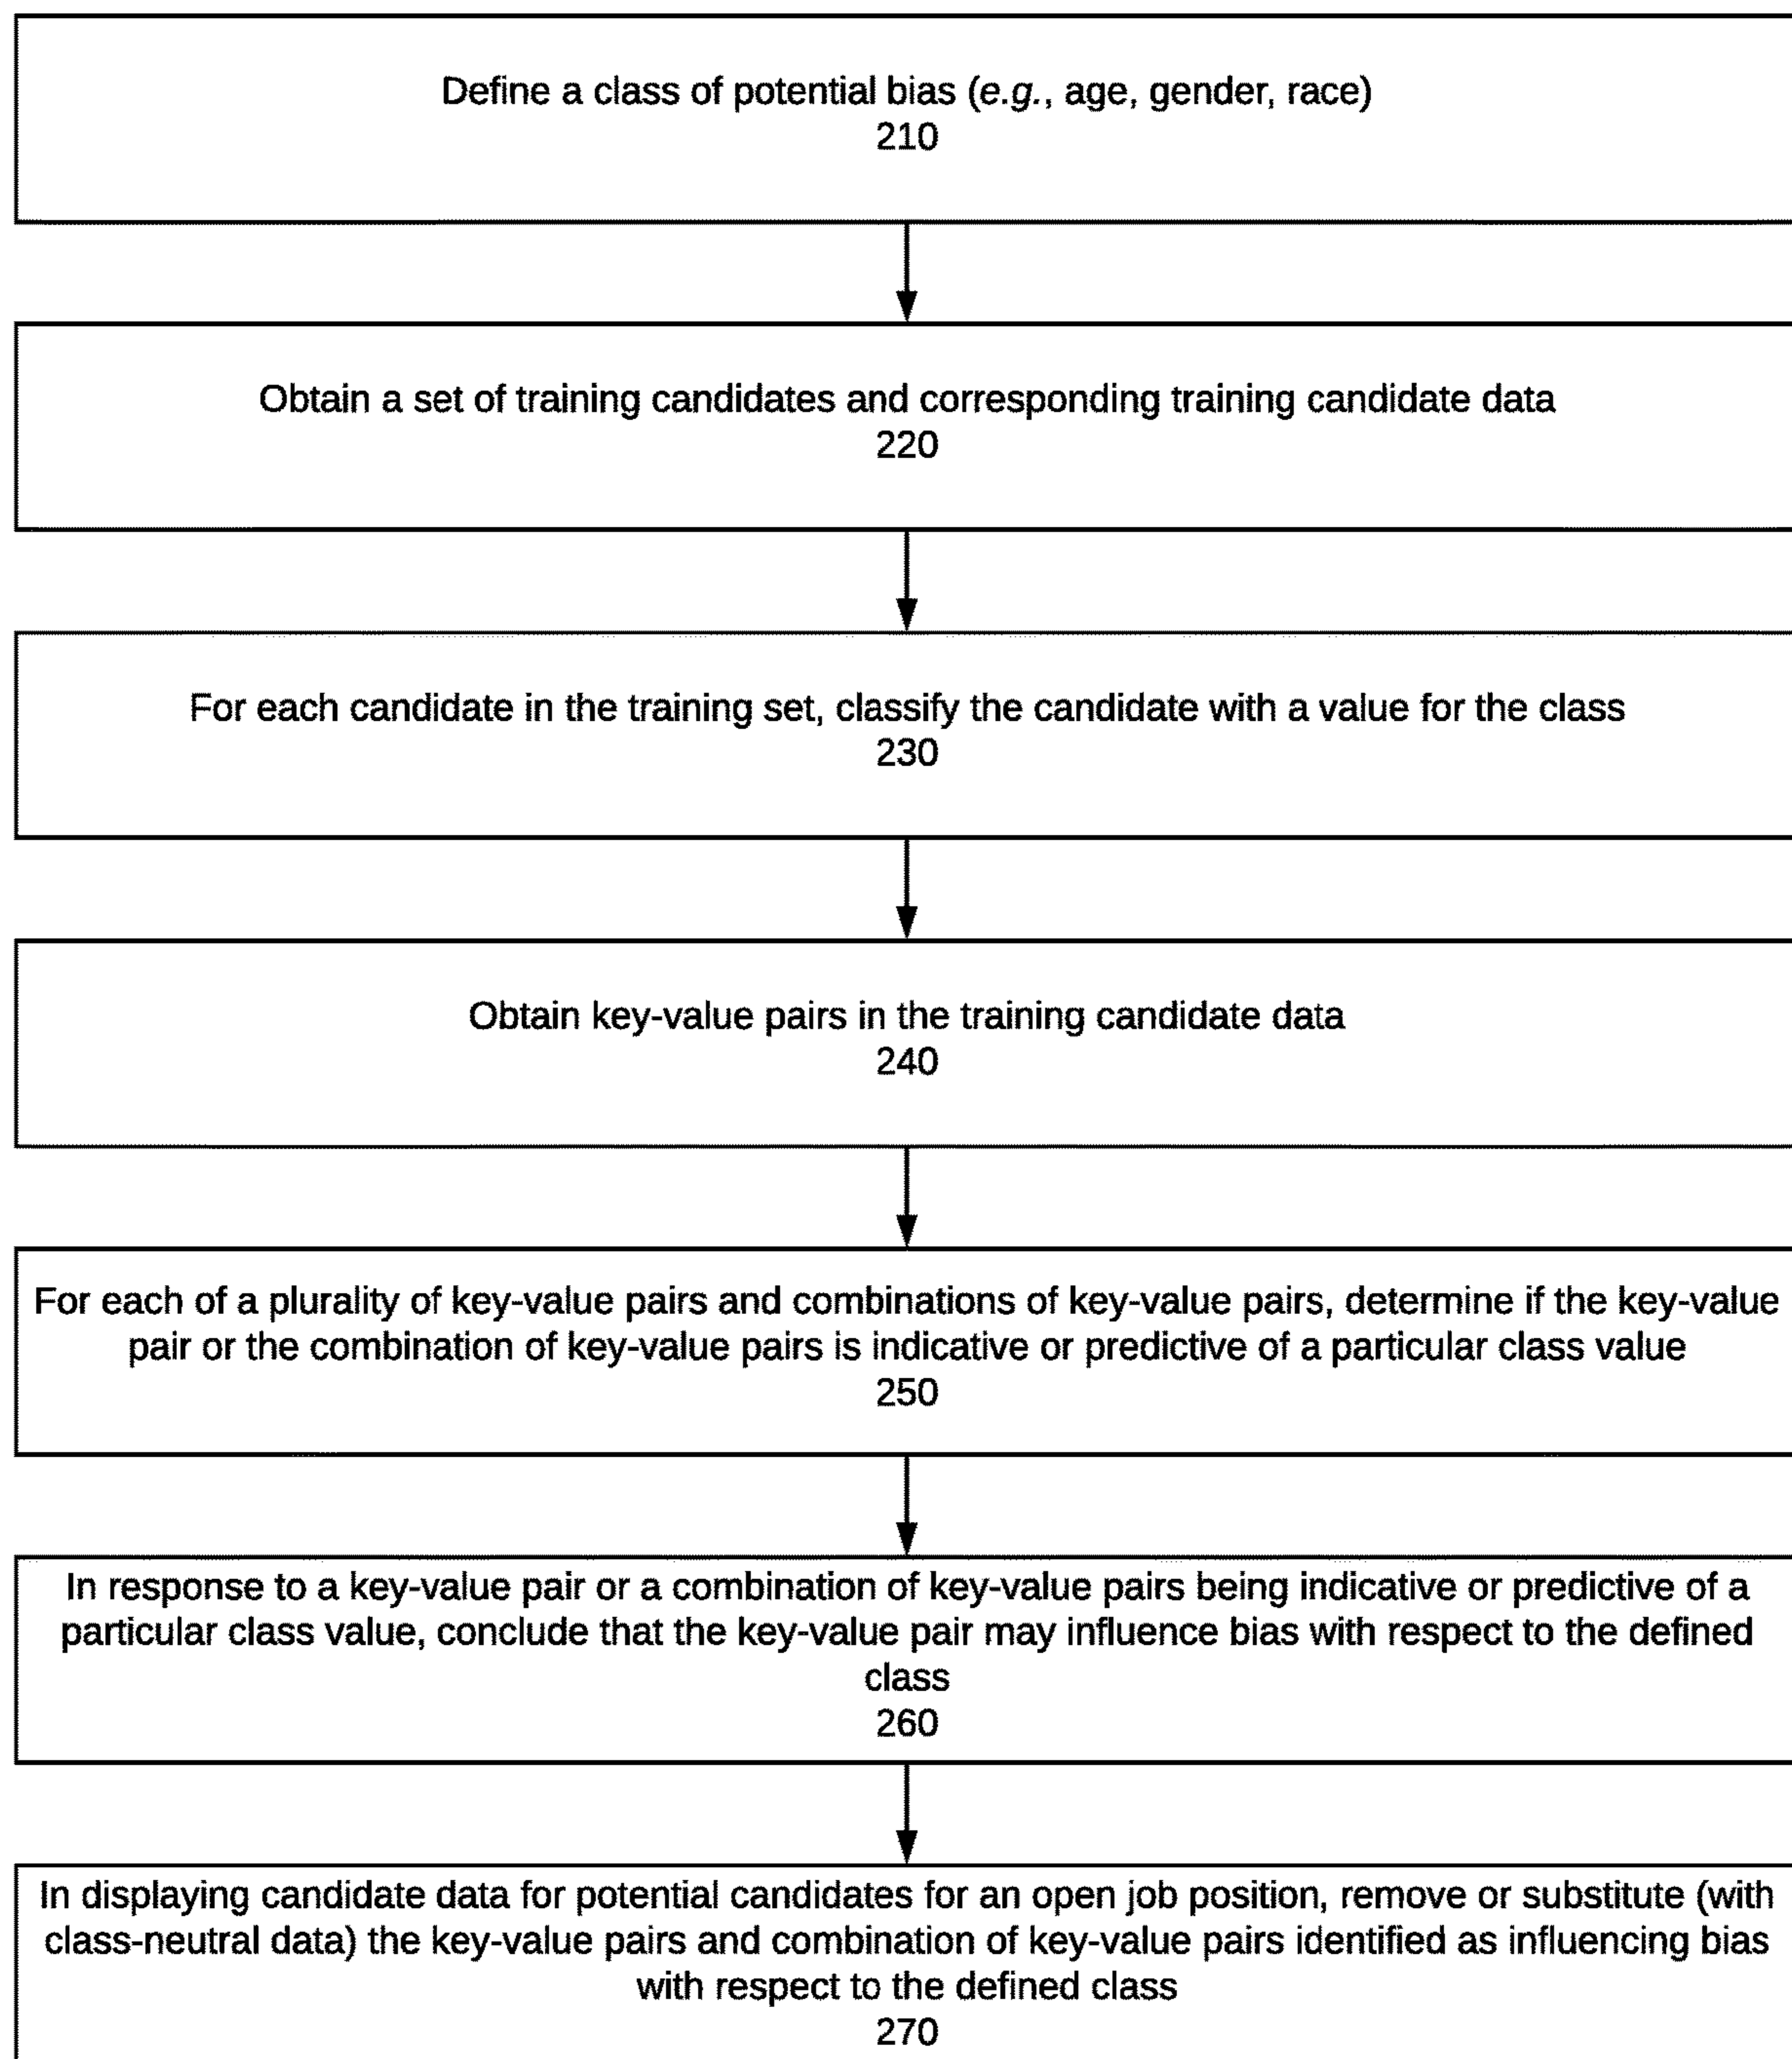 Define a class of potential bias (e.g., age, gender, race)
210
Obtain a set of training candidates and corresponding training candidate data
220
For each candidate in the training set, classify the candidate with a value for the class
230
Obtain key-value pairs in the training candidate data
240
For each of a plurality of key-value pairs and combinations of key-value pairs, determine if the key-value
pair or the combination of key-value pairs is indicative or predictive of a particular class value
250
In response to a key-value pair or a combination of key-value pairs being indicative or predictive of a
particular class value, conclude that the key-value pair may influence bias with respect to the defined
class
260
In displaying candidate data for potential candidates for an open job position, remove or substitute (with
class-neutral data) the key-value pairs and combination of key-value pairs identified as influencing bias
with respect to the defined class
270